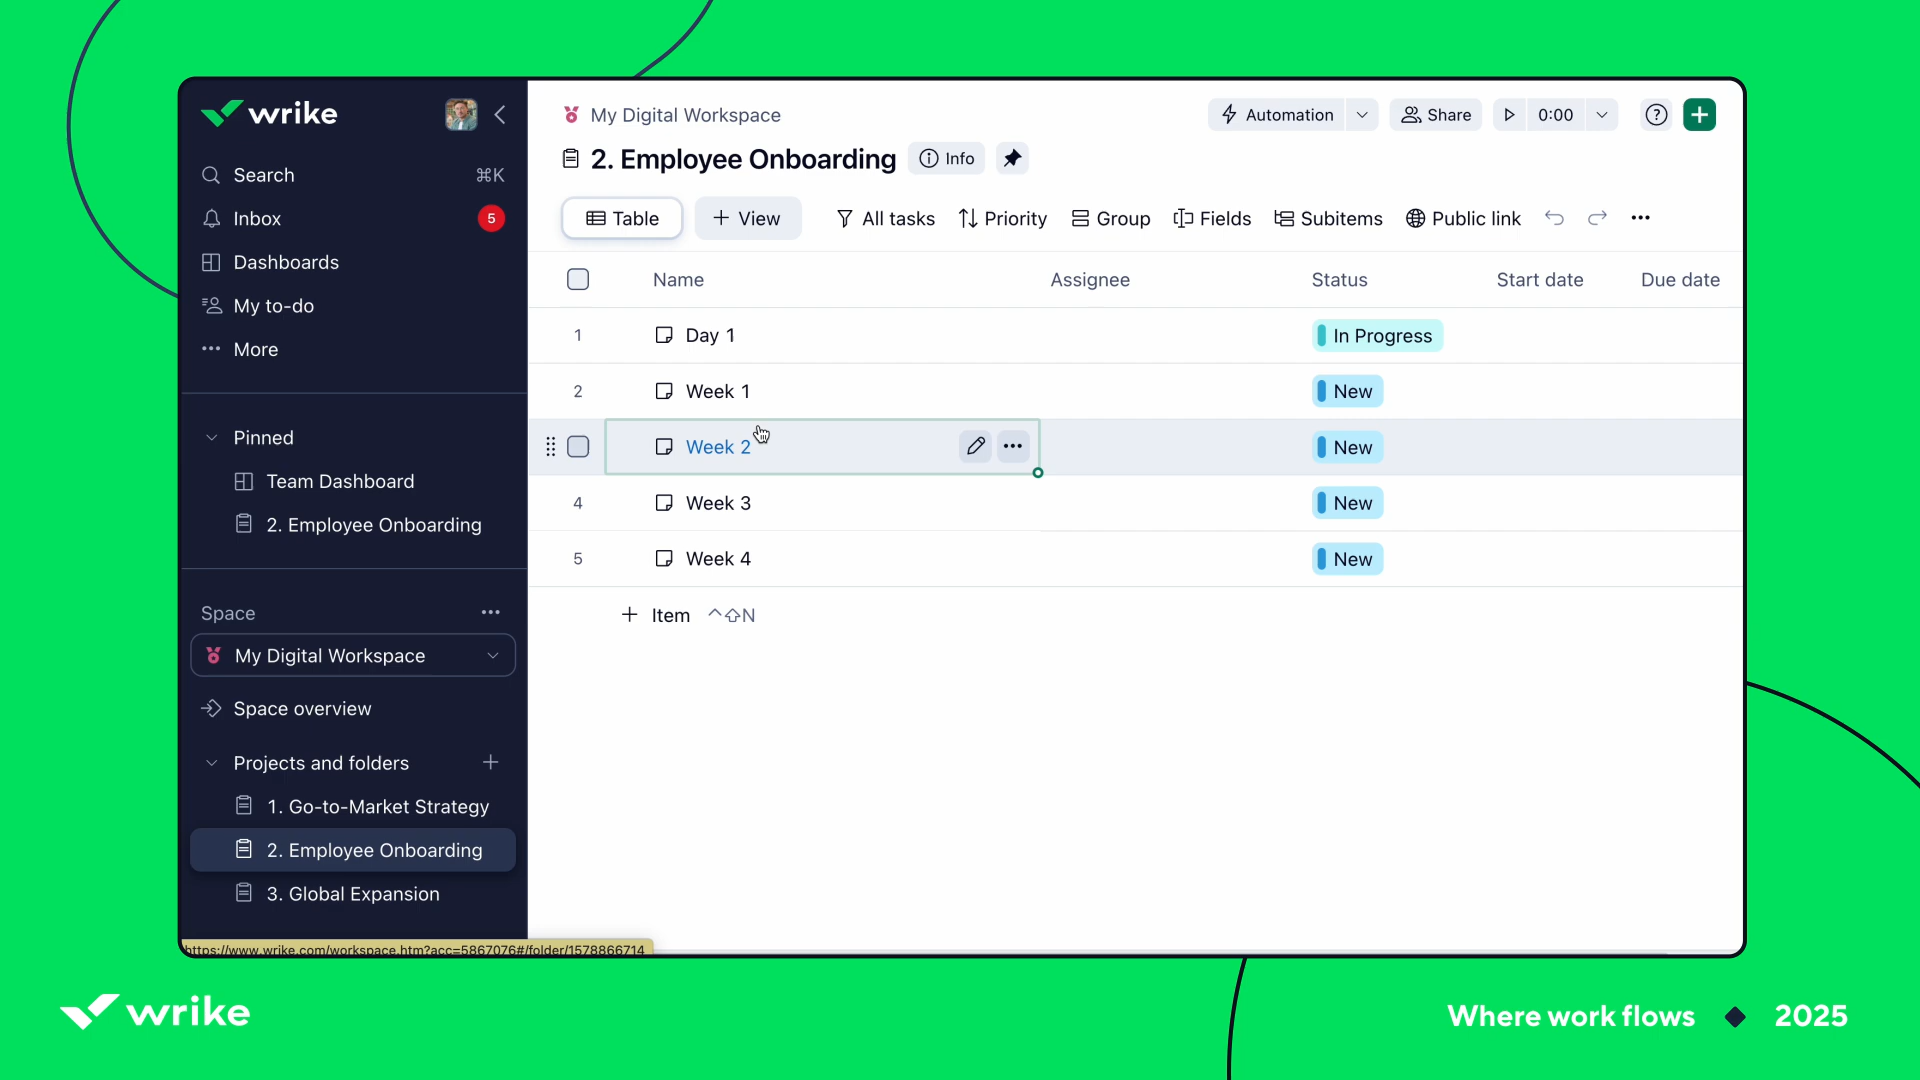 wrike
Search ⌘K
Inbox 5
Dashboards
My to-do
More
Pinned
Team Dashboard
2. Employee Onboarding
Space
My Digital Workspace
Space overview
Projects and folders
1. Go-to-Market Strategy
2. Employee Onboarding
3. Global Expansion
https://www.wrike.com/workspace.htm?acc=5867076#/folder/1578866714
My Digital Workspace
Automation Share 0:00 ?
2. Employee Onboarding Info
Table + View All tasks Priority Group Fields Subitems Public link
Name Assignee Status Start date Due date
1 Day 1 In Progress
2 Week 1 New
Week 2 New
4 Week 3 New
5 Week 4 New
+ Item ^⇧N
wrike
Where work flows ◆ 2025